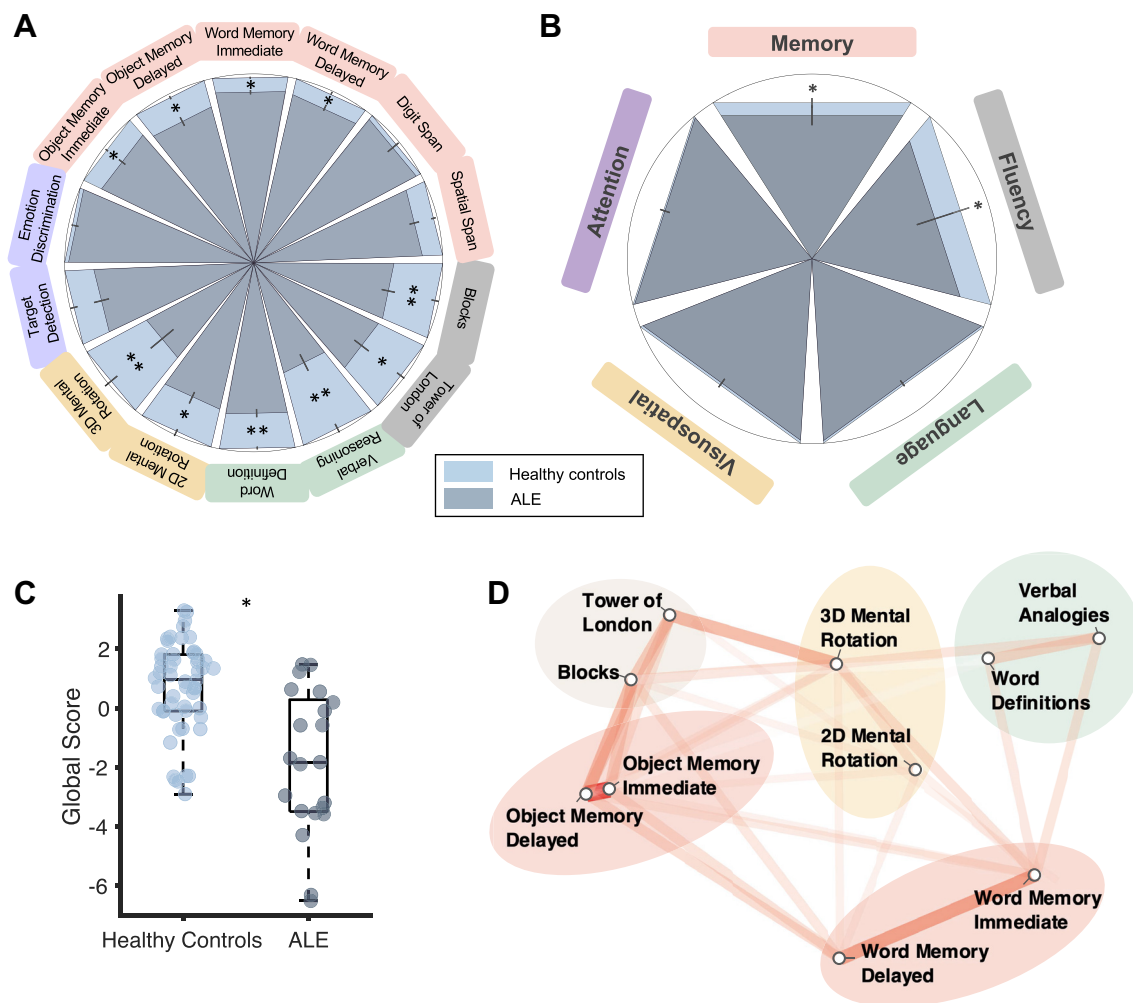 A
Word Memory
Immediate
Word Memory
Delayed
Digit Span
Spatial Span
Blocks
Tower of
London
Verbal
Reasoning
Word
Definition
2D Mental
Rotation
3D Mental
Rotation
Target
Detection
Emotion
Discrimination
Object Memory
Immediate
Object Memory
Delayed
*
*
*
*
**
*
**
**
*
**
Healthy controls
ALE
B
Memory
Fluency
Language
Visuospatial
Attention
*
*
C
*
Global Score
2
0
-2
-4
-6
Healthy Controls
ALE
D
Tower of
London
Blocks
3D Mental
Rotation
2D Mental
Rotation
Verbal
Analogies
Word
Definitions
Object Memory
Immediate
Object Memory
Delayed
Word Memory
Immediate
Word Memory
Delayed